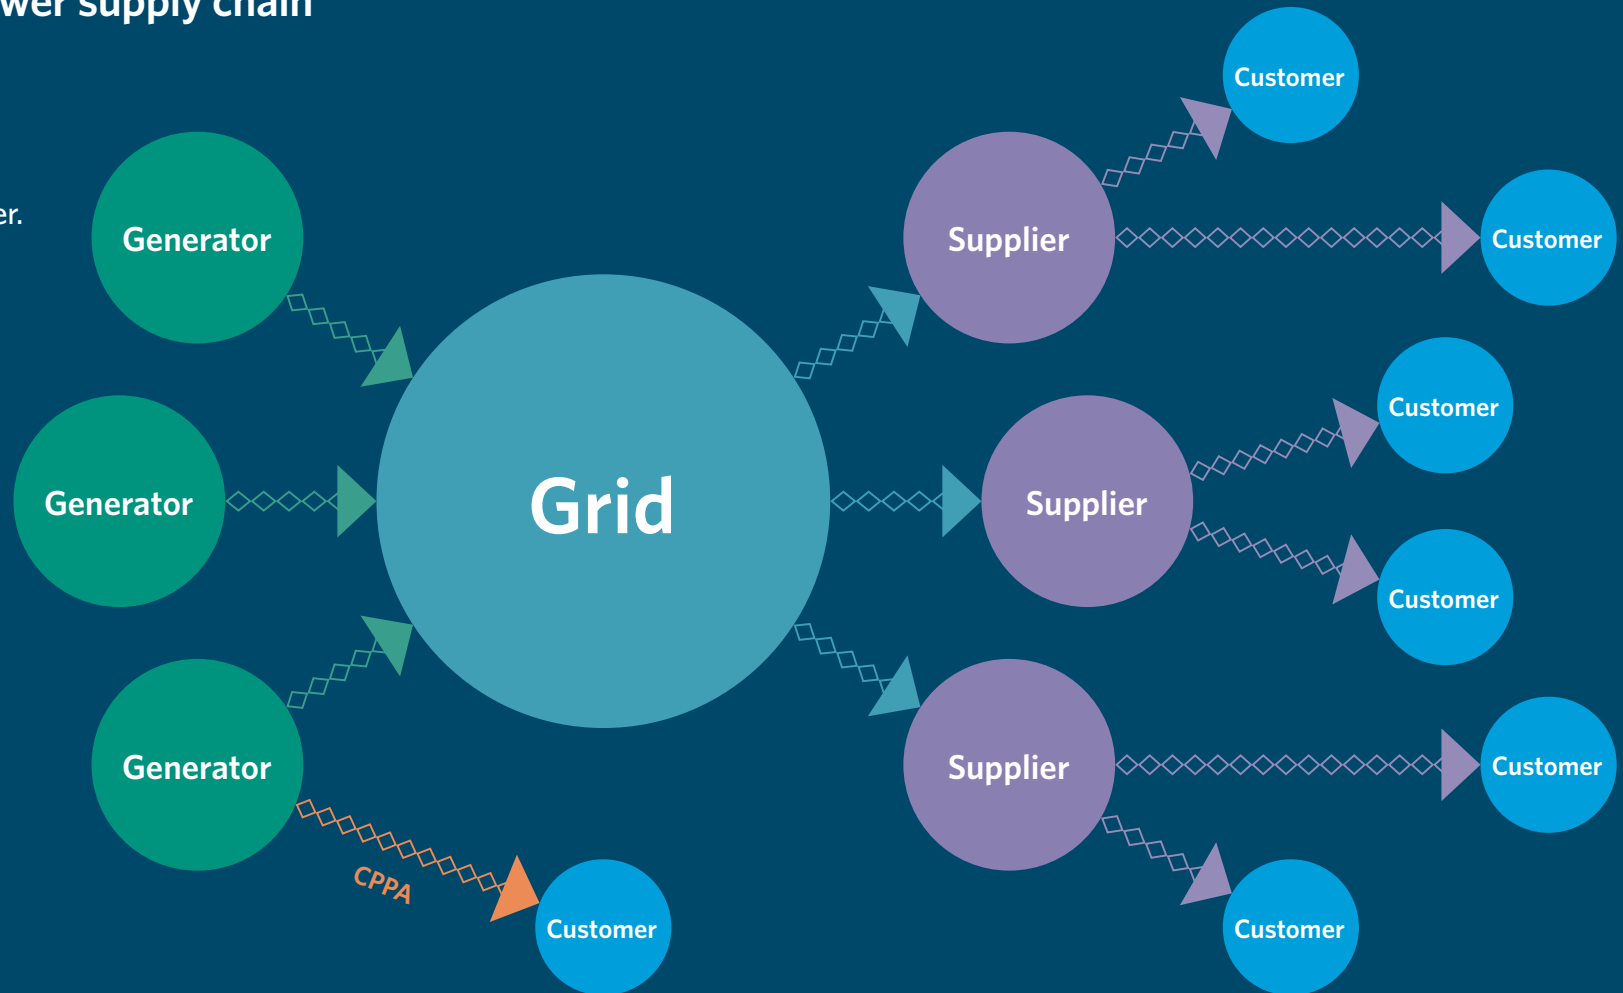 wer supply chain
er.
Customer
Generator
Supplier
Customer
Customer
Generator
Grid
Supplier
Customer
Generator
Supplier
Customer
CPPA
Customer
Customer